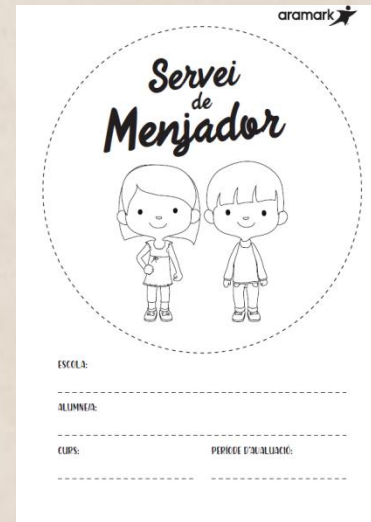 aramark
Servei
de
Menjador
ESCOLA:
ALUMNE/A:
CURS: PERÍODE D'AVALUACIÓ: